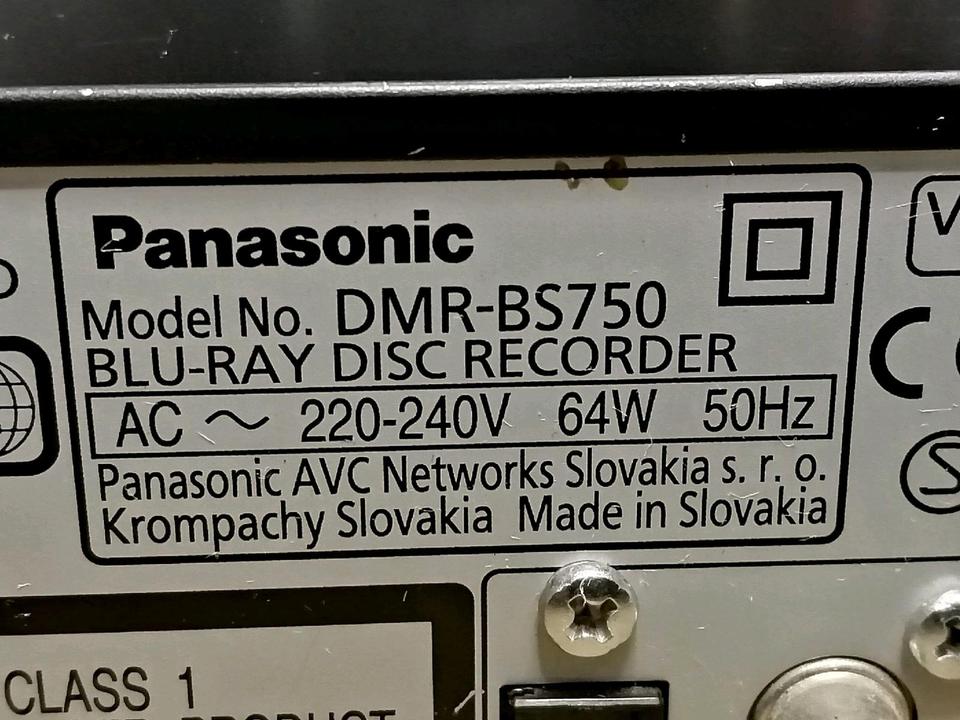 Panasonic
Model No. DMR-BS750
BLU-RAY DISC RECORDER
AC ~ 220-240V 64W 50Hz
Panasonic AVC Networks Slovakia s. r. o.
Krompachy Slovakia Made in Slovakia
CLASS 1
PRODUCT